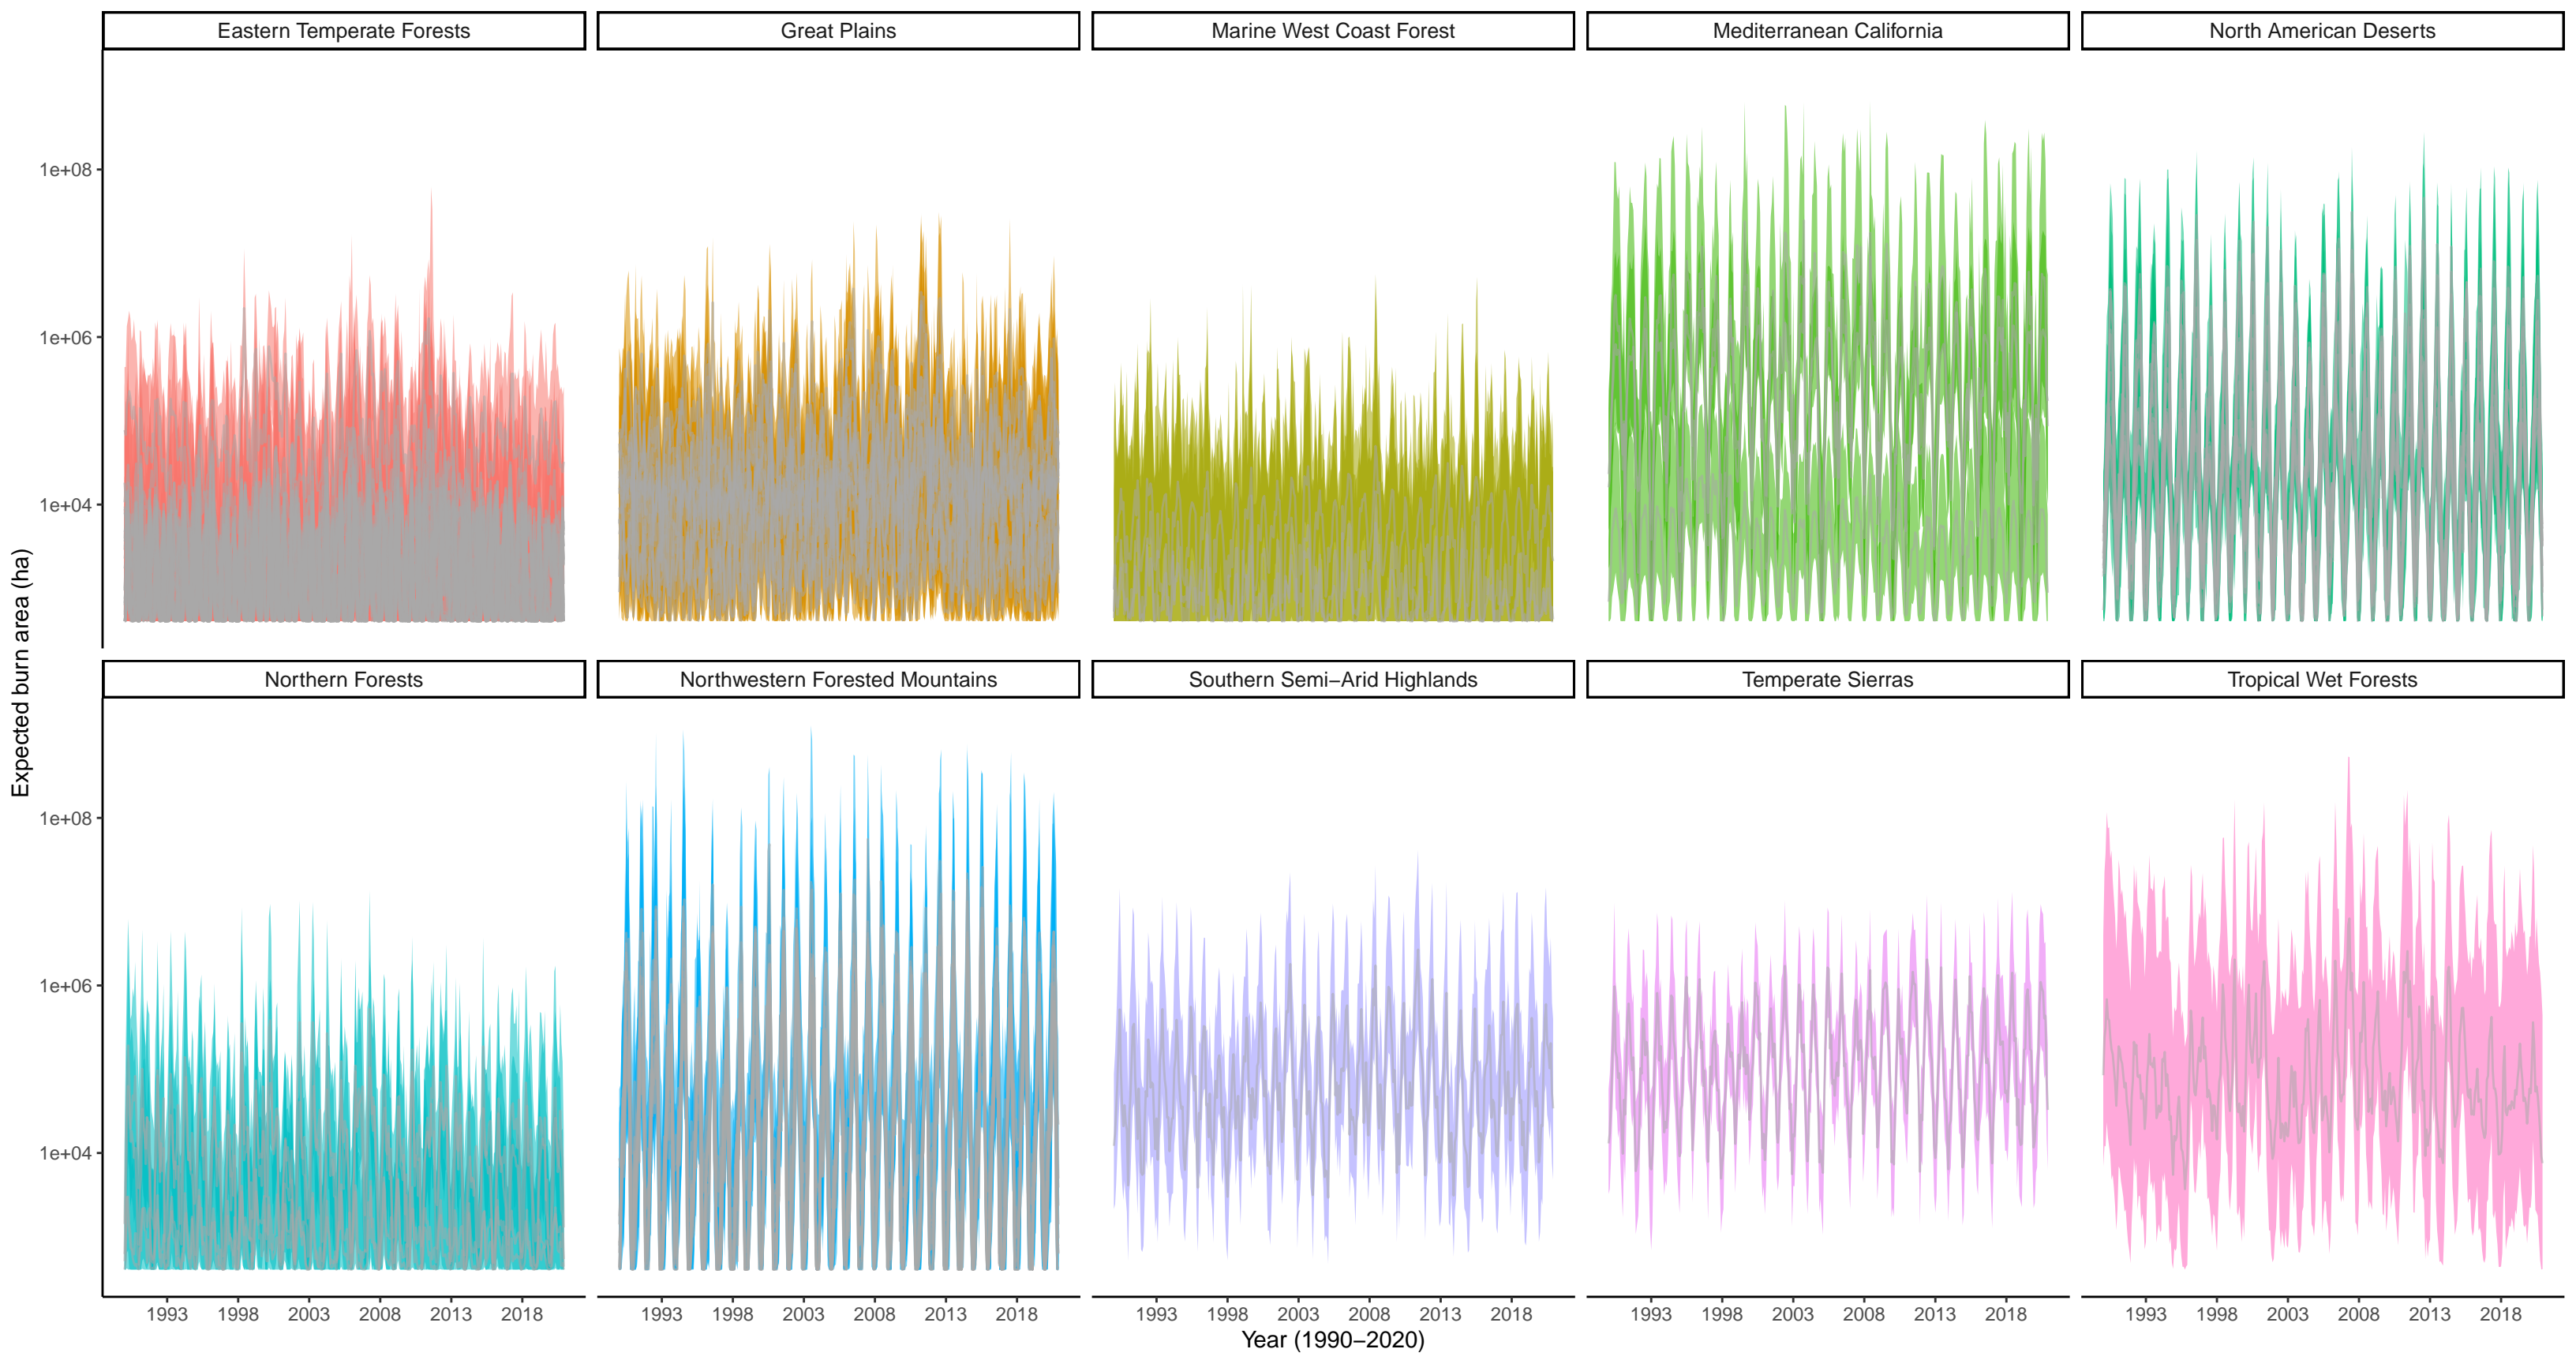 Eastern Temperate Forests
Great Plains
Marine West Coast Forest
Mediterranean California
North American Deserts
1e+08
1e+06
1e+04
Expected burn area (ha)
Northern Forests
Northwestern Forested Mountains
Southern Semi−Arid Highlands
Temperate Sierras
Tropical Wet Forests
1e+08
1e+06
1e+04
1993 1998 2003 2008 2013 2018
1993 1998 2003 2008 2013 2018
1993 1998 2003 2008 2013 2018
1993 1998 2003 2008 2013 2018
1993 1998 2003 2008 2013 2018
Year (1990−2020)